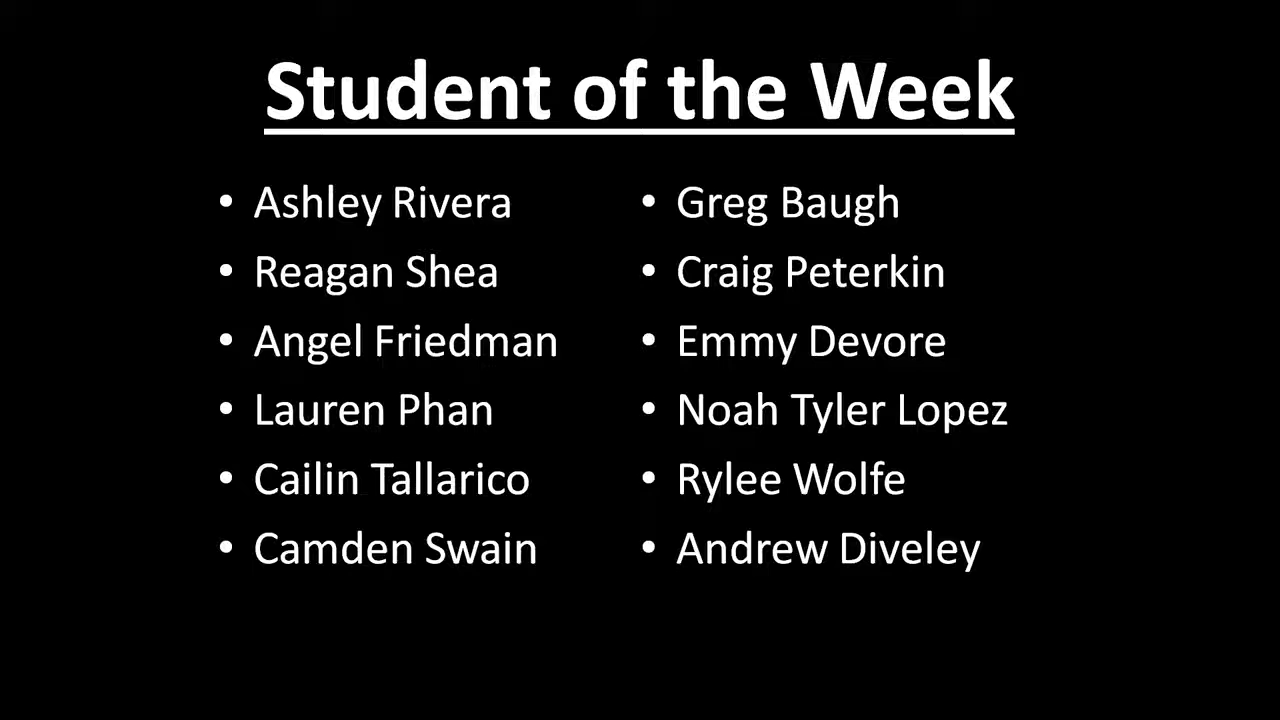 Student of the Week
• Ashley Rivera
• Reagan Shea
• Angel Friedman
• Lauren Phan
• Cailin Tallarico
• Camden Swain
• Greg Baugh
• Craig Peterkin
• Emmy Devore
• Noah Tyler Lopez
• Rylee Wolfe
• Andrew Diveley